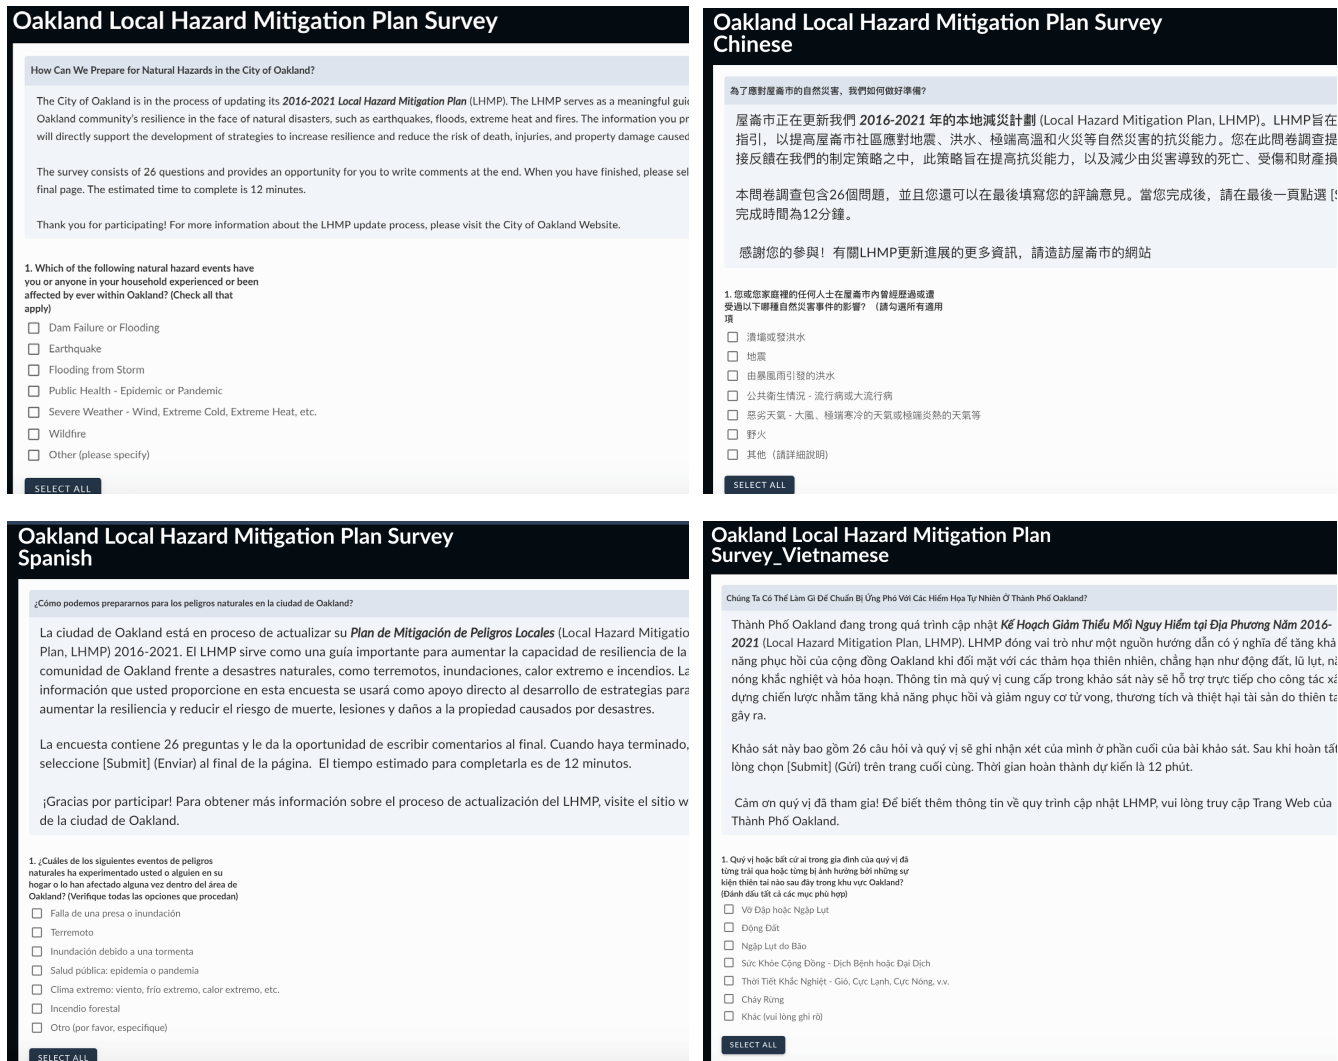 Oakland Local Hazard Mitigation Plan Survey
How Can We Prepare for Natural Hazards in the City of Oakland?
The City of Oakland is in the process of updating its 2016-2021 Local Hazard Mitigation Plan (LHMP). The LHMP serves as a meaningful
Oakland community's resilience in the face of natural disasters, such as earthquakes, floods, extreme heat and fires. The information you
will directly support the development of strategies to increase resilience and reduce the risk of death, injuries, and property damage caused
The survey consists of 26 questions and provides an opportunity for you to write comments at the end. When you have finished, please
final page. The estimated time to complete is 12 minutes.
Thank you for participating! For more information about the LHMP update process, please visit the City of Oakland Website.
1. Which of the following natural hazard events have
you or anyone in your household experienced or been
affected by ever within Oakland? (Check all that
apply)
Dam Failure or Flooding
Earthquake
Flooding from Storm
Public Health - Epidemic or Pandemic
Severe Weather - Wind, Extreme Cold, Extreme Heat, etc.
Wildfire
Other (please specify)
SELECT ALL
Oakland Local Hazard Mitigation Plan Survey
Chinese
為了應對屋崙市的自然災害，我們如何做好準備?
屋崙市正在更新我們 2016-2021 年的本地減災計劃 (Local Hazard Mitigation Plan, LHMP)。LHMP旨在
指引，以提高屋崙市社區應對地震、洪水、極端高溫和火災等自然災害的抗災能力。您在此問卷調查提
接反饋在我們的制定策略之中，此策略旨在提高抗災能力，以及減少由災害導致的死亡、受傷和財產損
本問卷調查包含26個問題，並且您還可以在最後填寫您的評論意見。當您完成後，請在最後一頁點選
完成時間為12分鐘。
感謝您的參與！有關LHMP更新進展的更多資訊，請造訪屋崙市的網站
1. 您或您家庭裡的任何人士在屋崙市內曾經歷過或遭
受過以下哪種自然災害事件的影響？（請勾選所有適用
項
潰壩或發洪水
地震
由暴風雨引發的洪水
公共衛生情況 - 流行病或大流行病
惡劣天氣 - 大風、極端寒冷的天氣或極端炎熱的天氣等
野火
其他（請詳細說明)
SELECT ALL
Oakland Local Hazard Mitigation Plan Survey
Spanish
¿Cómo podemos prepararnos para los peligros naturales en la ciudad de Oakland?
La ciudad de Oakland está en proceso de actualizar su Plan de Mitigación de Peligros Locales (Local Hazard Mitigatio
Plan, LHMP) 2016-2021. El LHMP sirve como una guía importante para aumentar la capacidad de resiliencia de la
comunidad de Oakland frente a desastres naturales, como terremotos, inundaciones, calor extremo e incendios. La
información que usted proporcione en esta encuesta se usará como apoyo directo al desarrollo de estrategias para
aumentar la resiliencia y reducir el riesgo de muerte, lesiones y daños a la propiedad causados por desastres.
La encuesta contiene 26 preguntas y le da la oportunidad de escribir comentarios al final. Cuando haya terminado,
seleccione [Submit] (Enviar) al final de la página. El tiempo estimado para completarla es de 12 minutos.
¡Gracias por participar! Para obtener más información sobre el proceso de actualización del LHMP, visite el sitio w
de la ciudad de Oakland.
1. ¿Cuáles de los siguientes eventos de peligros
naturales ha experimentado usted o alguien en su
hogar o lo han afectado alguna vez dentro del área de
Oakland? (Verifique todas las opciones que procedan)
Falla de una presa o inundación
Terremoto
Inundación debido a una tormenta
Salud pública: epidemia o pandemia
Clima extremo: viento, frío extremo, calor extremo, etc.
Incendio forestal
Otro (por favor, especifique)
SELECT ALL
Oakland Local Hazard Mitigation Plan
Survey_Vietnamese
Chúng Ta Có Thể Làm Gì Để Chuẩn Bị Ứng Phó Với Các Hiểm Họa Tự Nhiên Ở Thành Phố Oakland?
Thành Phố Oakland đang trong quá trình cập nhật Kế Hoạch Giảm Thiểu Mối Nguy Hiểm tại Địa Phương Năm 2016-
2021 (Local Hazard Mitigation Plan, LHMP). LHMP đóng vai trò như một nguồn hướng dẫn có ý nghĩa để tăng khả
năng phục hồi của cộng đồng Oakland khi đối mặt với các thảm họa thiên nhiên, chẳng hạn như động đất, lũ lụt,
nóng khắc nghiệt và hỏa hoạn. Thông tin mà quý vị cung cấp trong khảo sát này sẽ hỗ trợ trực tiếp cho công tác
dựng chiến lược nhằm tăng khả năng phục hồi và giảm nguy cơ tử vong, thương tích và thiệt hại tài sản do thiên
gây ra.
Khảo sát này bao gồm 26 câu hỏi và quý vị sẽ ghi nhận xét của mình ở phần cuối của bài khảo sát. Sau khi hoàn tất
lòng chọn [Submit] (Gửi) trên trang cuối cùng. Thời gian hoàn thành dự kiến là 12 phút.
Cảm ơn quý vị đã tham gia! Để biết thêm thông tin về quy trình cập nhật LHMP, vui lòng truy cập Trang Web của
Thành Phố Oakland.
1. Quý vị hoặc bất cứ ai trong gia đình của quý vị đã
từng trải qua hoặc từng bị ảnh hưởng bởi những sự
kiện thiên tai nào sau đây trong khu vực Oakland?
(Đánh dấu tất cả các mục phù hợp)
Vỡ Đập hoặc Ngập Lụt
Động Đất
Ngập Lụt do Bão
Sức Khỏe Cộng Đồng - Dịch Bệnh hoặc Đại Dịch
Thời Tiết Khắc Nghiệt - Gió, Cực Lạnh, Cực Nóng, v.v.
Cháy Rừng
Khác (vui lòng ghi rõ)
SELECT ALL